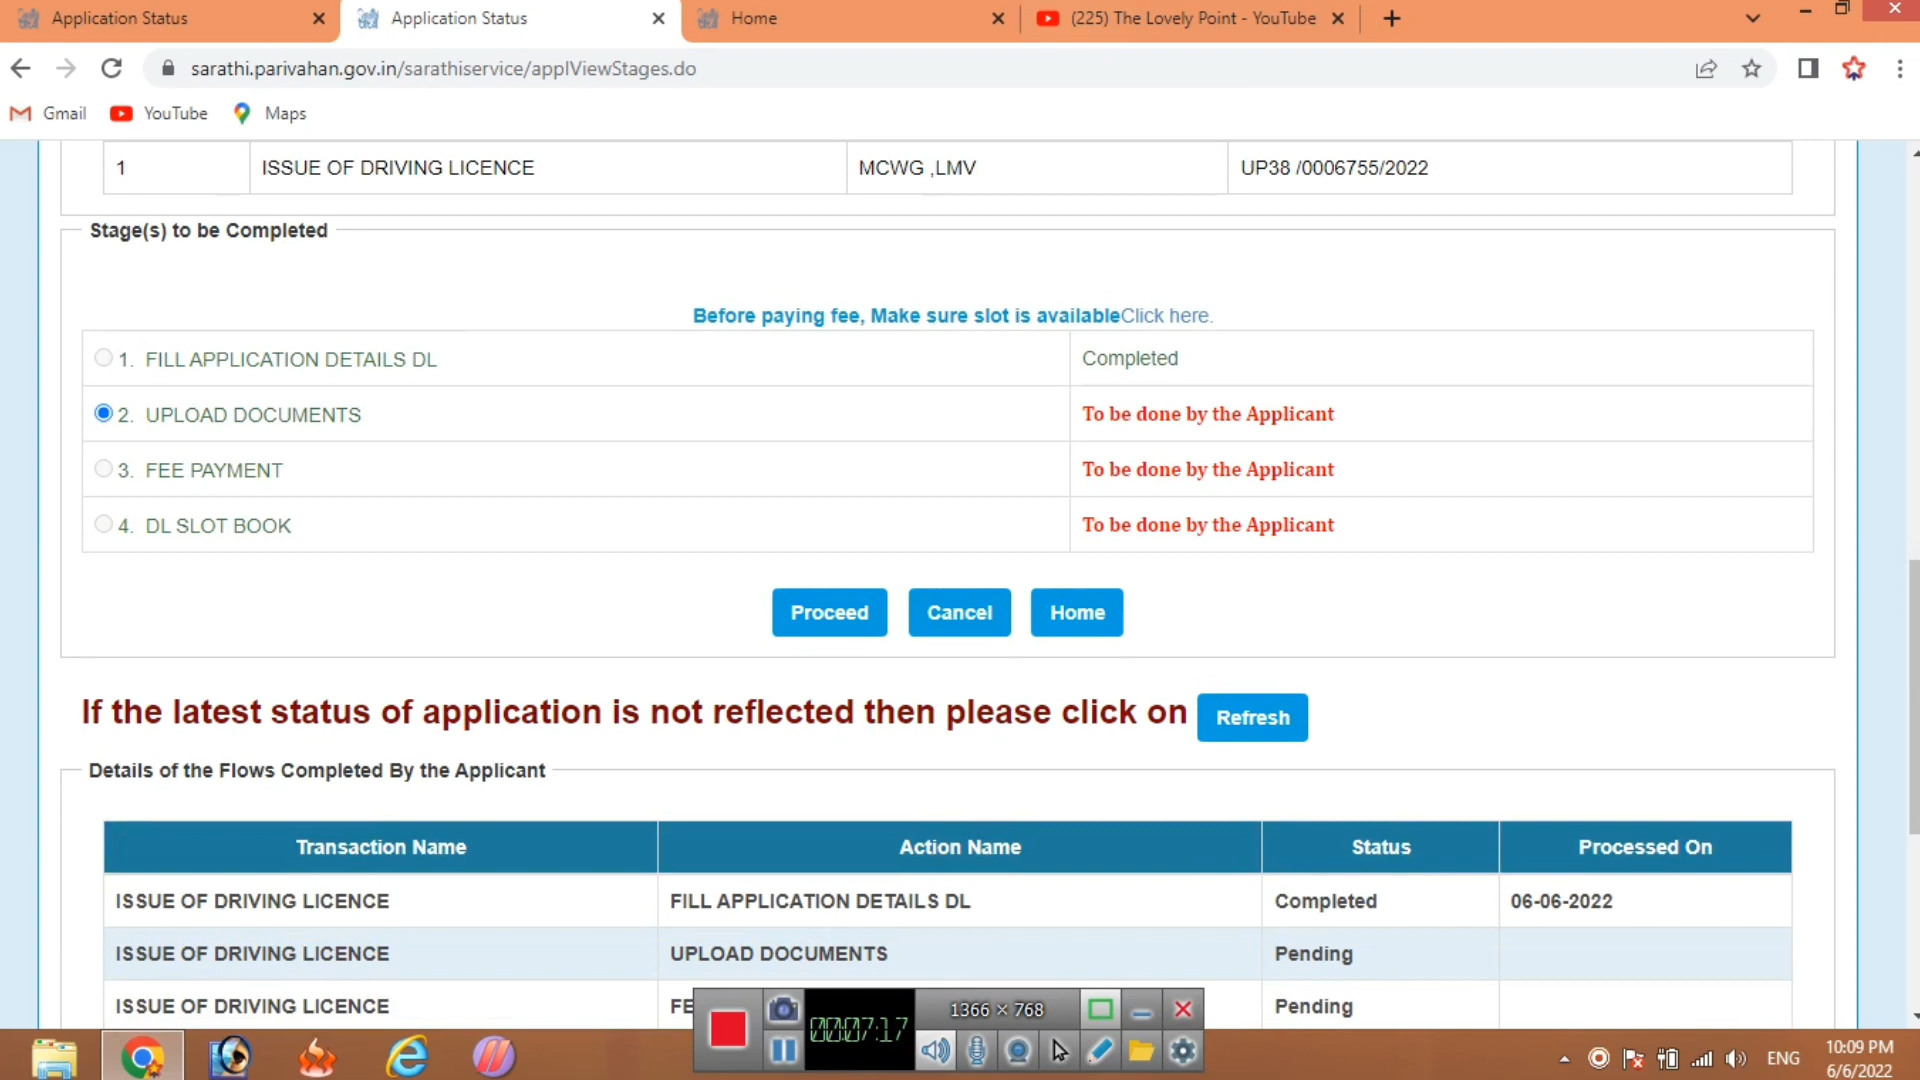 Application Status
Application Status
Home
(225) The Lovely Point - YouTube
sarathi.parivahan.gov.in/sarathiservice/applViewStages.do
Gmail YouTube Maps
1 ISSUE OF DRIVING LICENCE MCWG ,LMV UP38 /0006755/2022
Stage(s) to be Completed
Before paying fee, Make sure slot is availableClick here.
1. FILL APPLICATION DETAILS DL Completed
2. UPLOAD DOCUMENTS To be done by the Applicant
3. FEE PAYMENT To be done by the Applicant
4. DL SLOT BOOK To be done by the Applicant
Proceed Cancel Home
If the latest status of application is not reflected then please click on Refresh
Details of the Flows Completed By the Applicant
Transaction Name Action Name Status Processed On
ISSUE OF DRIVING LICENCE FILL APPLICATION DETAILS DL Completed 06-06-2022
ISSUE OF DRIVING LICENCE UPLOAD DOCUMENTS Pending
ISSUE OF DRIVING LICENCE FE Pending
1366 × 768
00:07:17
ENG
10:09 PM
6/6/2022